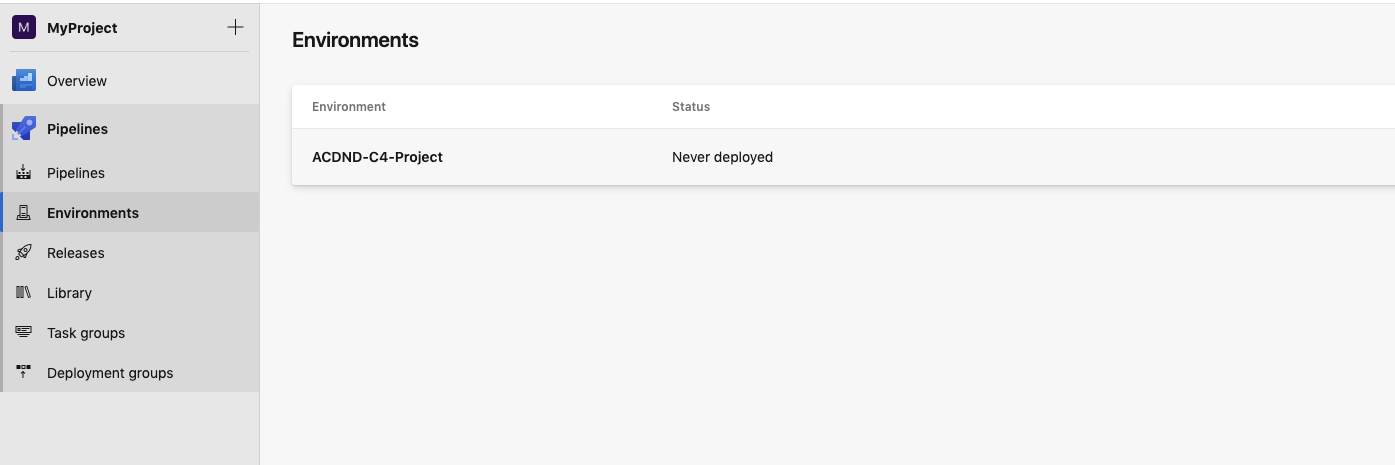 M MyProject
Overview
Pipelines
Pipelines
Environments
Releases
Library
Task groups
Deployment groups
Environments
Environment Status
ACDND-C4-Project Never deployed